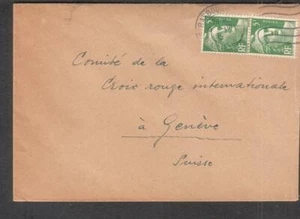 Comité de la
Croix rouge internationale
à Genève
Suisse